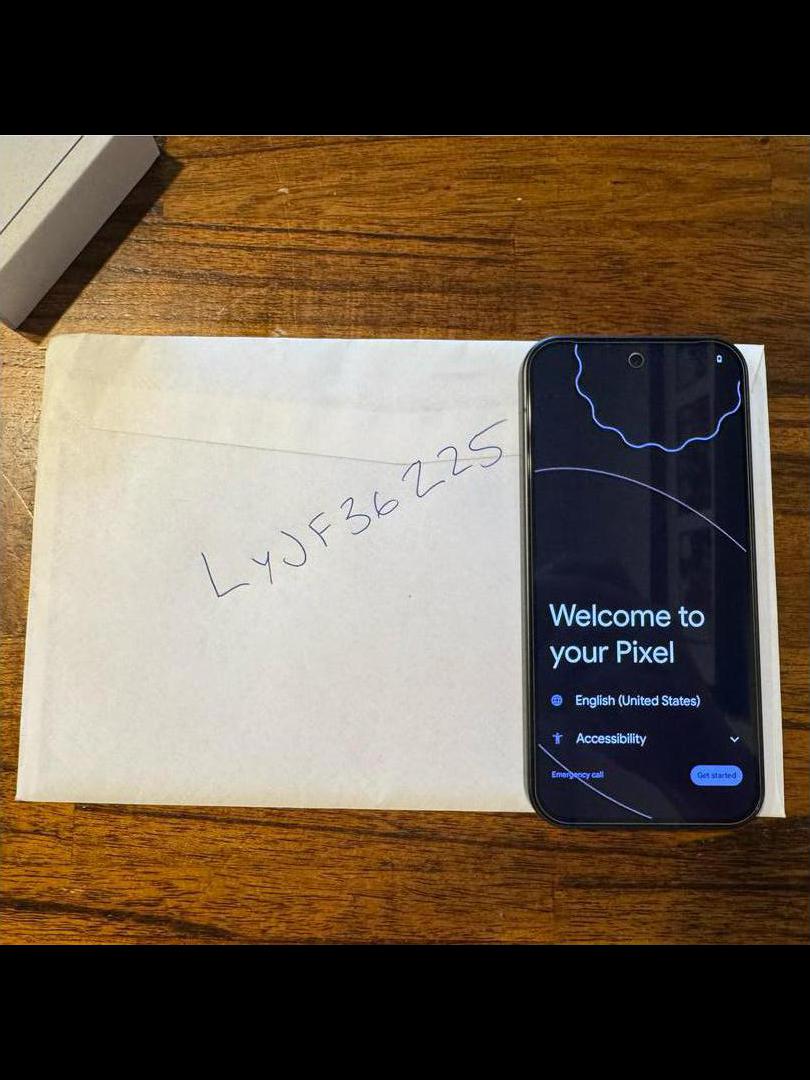 LyJF36225
Welcome to
your Pixel
English (United States)
Accessibility
Emergency call
Get started